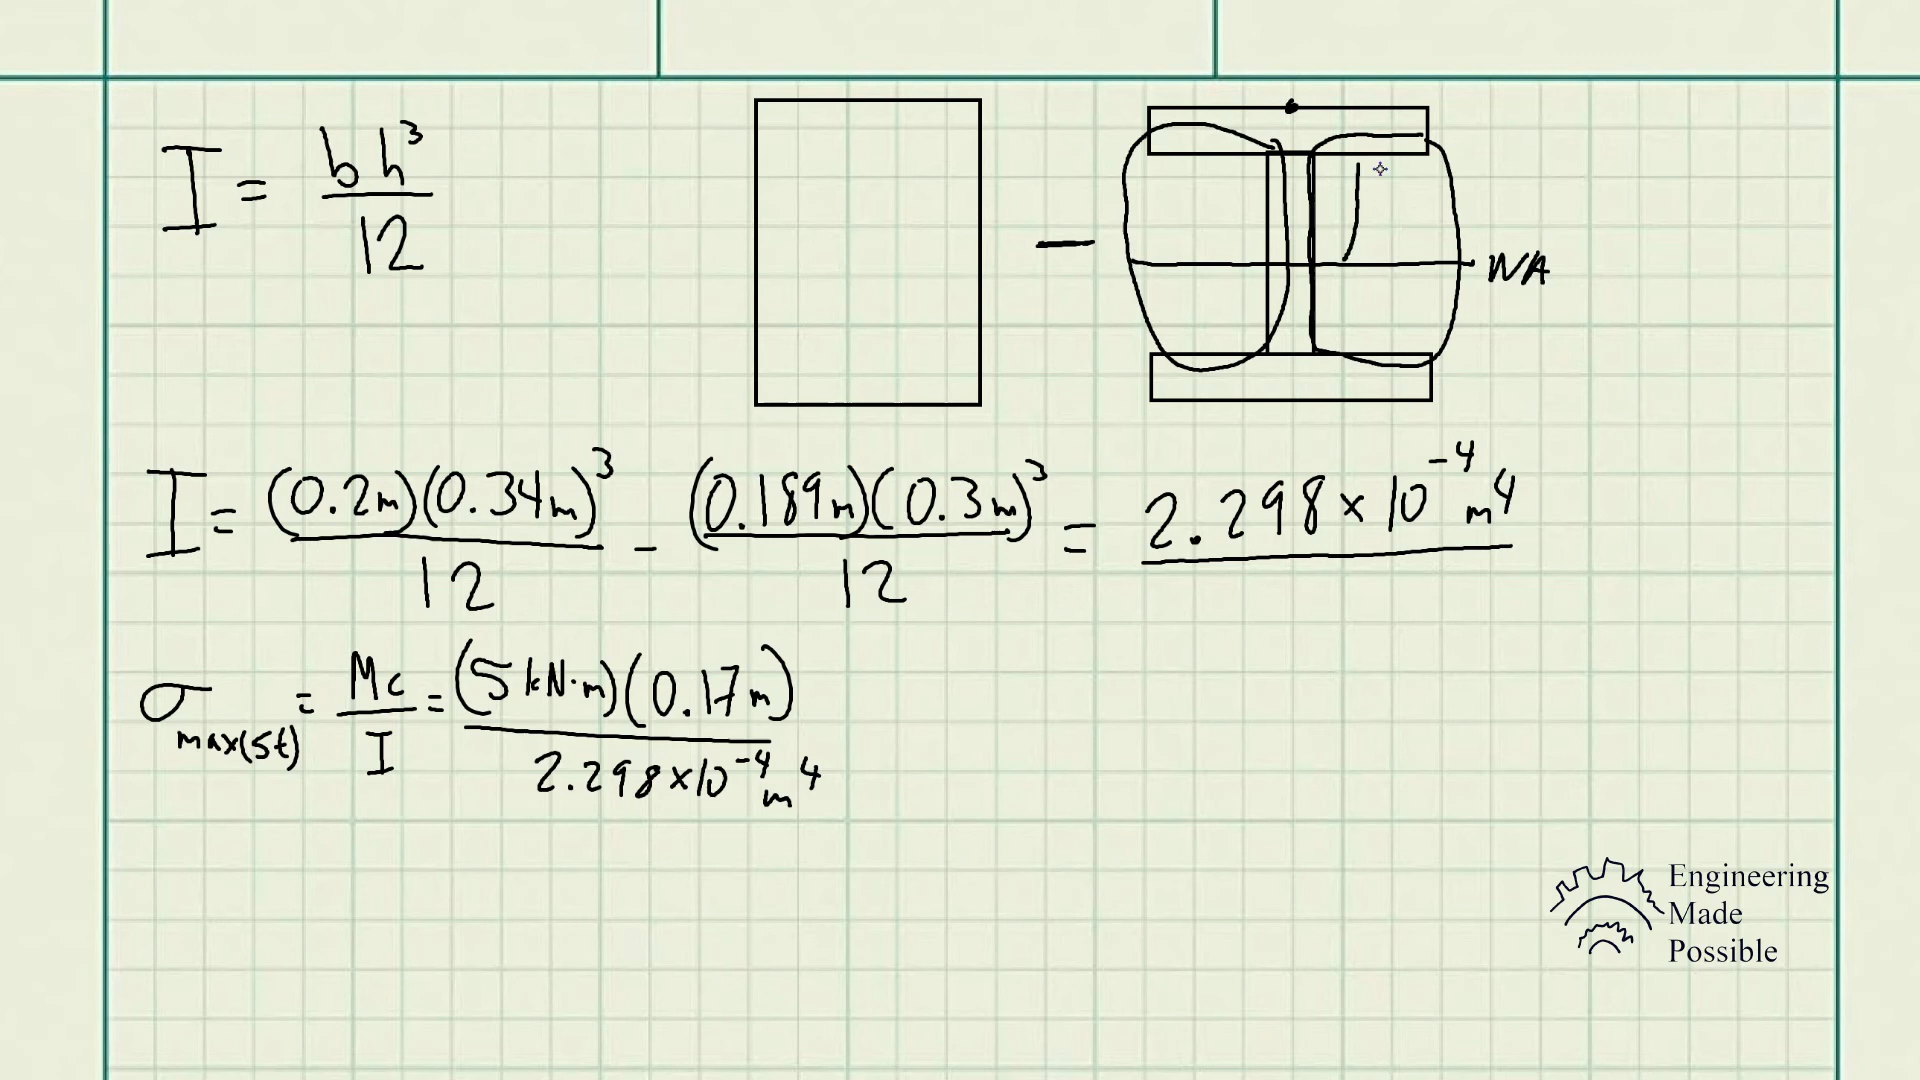 I = bh³/12
NA
I = (0.2m)(0.34m)³/12 - (0.189m)(0.3m)³/12 = 2.298×10⁻⁴ m⁴
σmax(St) = Mc/I = (5kN·m)(0.17m)/2.298×10⁻⁴ m⁴
Engineering
Made
Possible